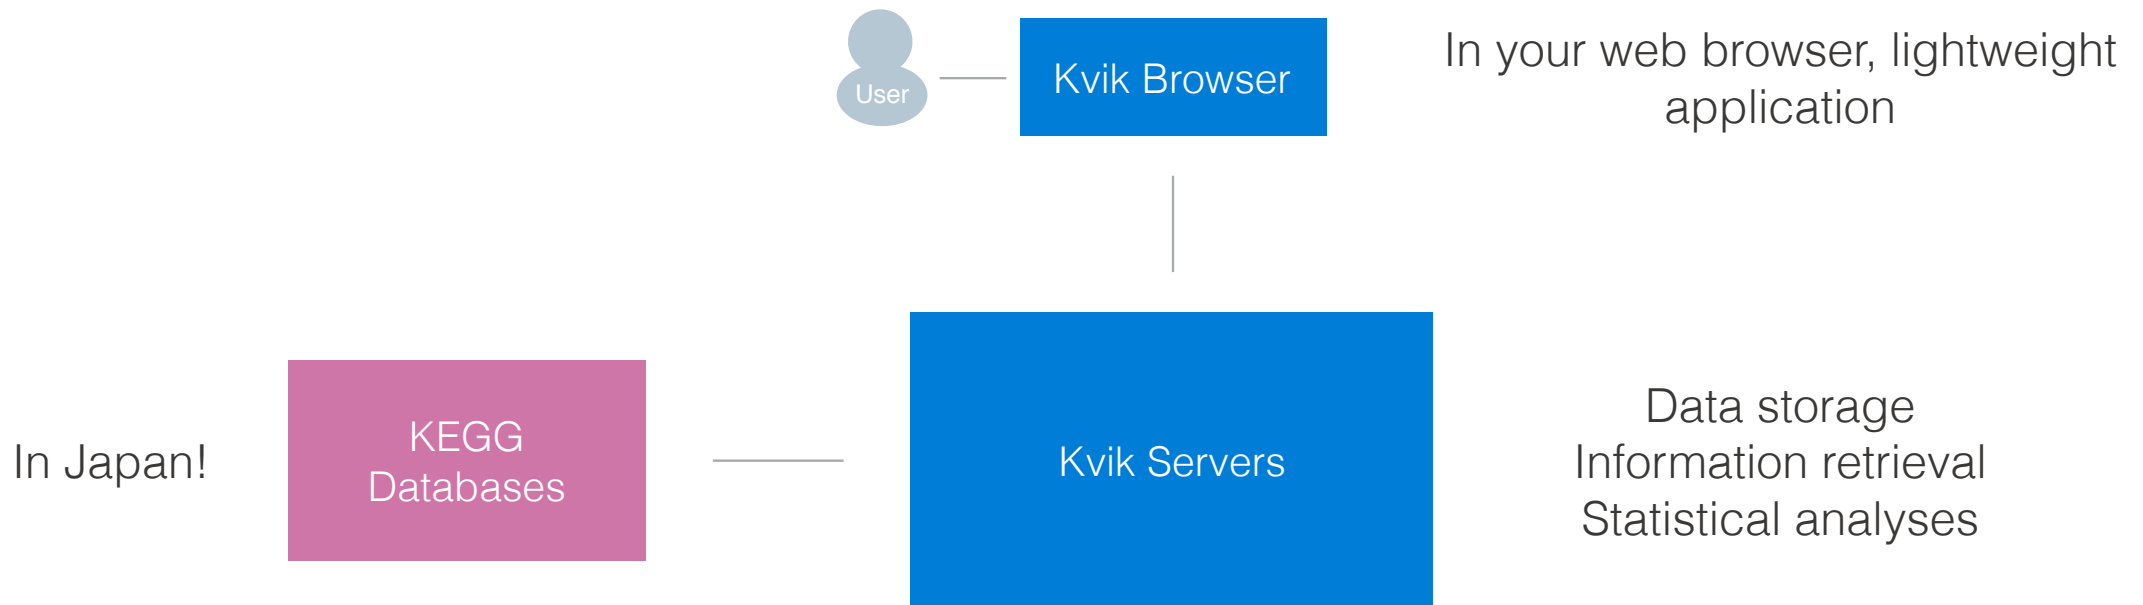 User
Kvik Browser
In your web browser, lightweight
application
In Japan!
KEGG
Databases
Kvik Servers
Data storage
Information retrieval
Statistical analyses